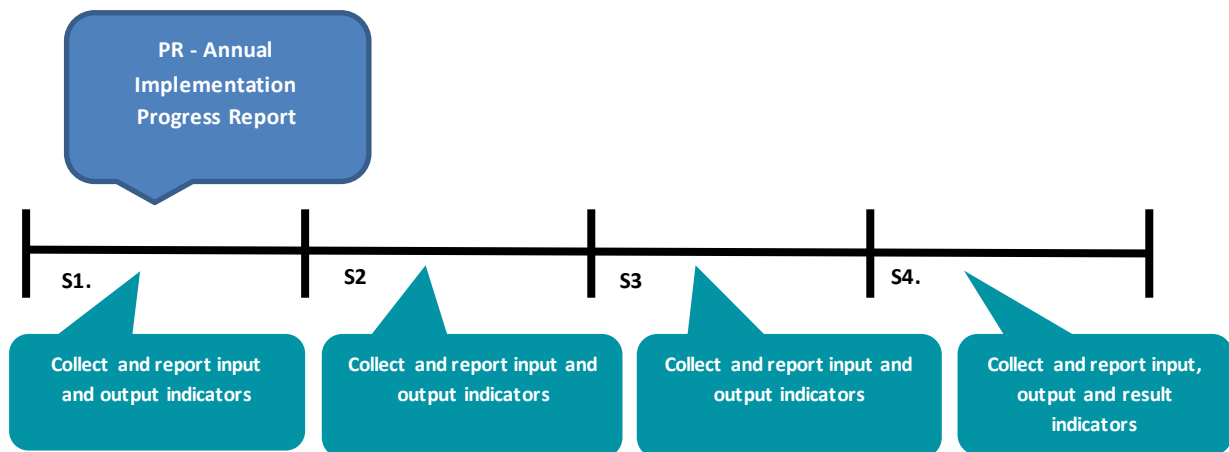 PR - Annual
Implementation
Progress Report
S1.
S2
S3
S4.
Collect and report input
and output indicators
Collect and report input and
output indicators
Collect and report input and
output indicators
Collect and report input,
output and result
indicators